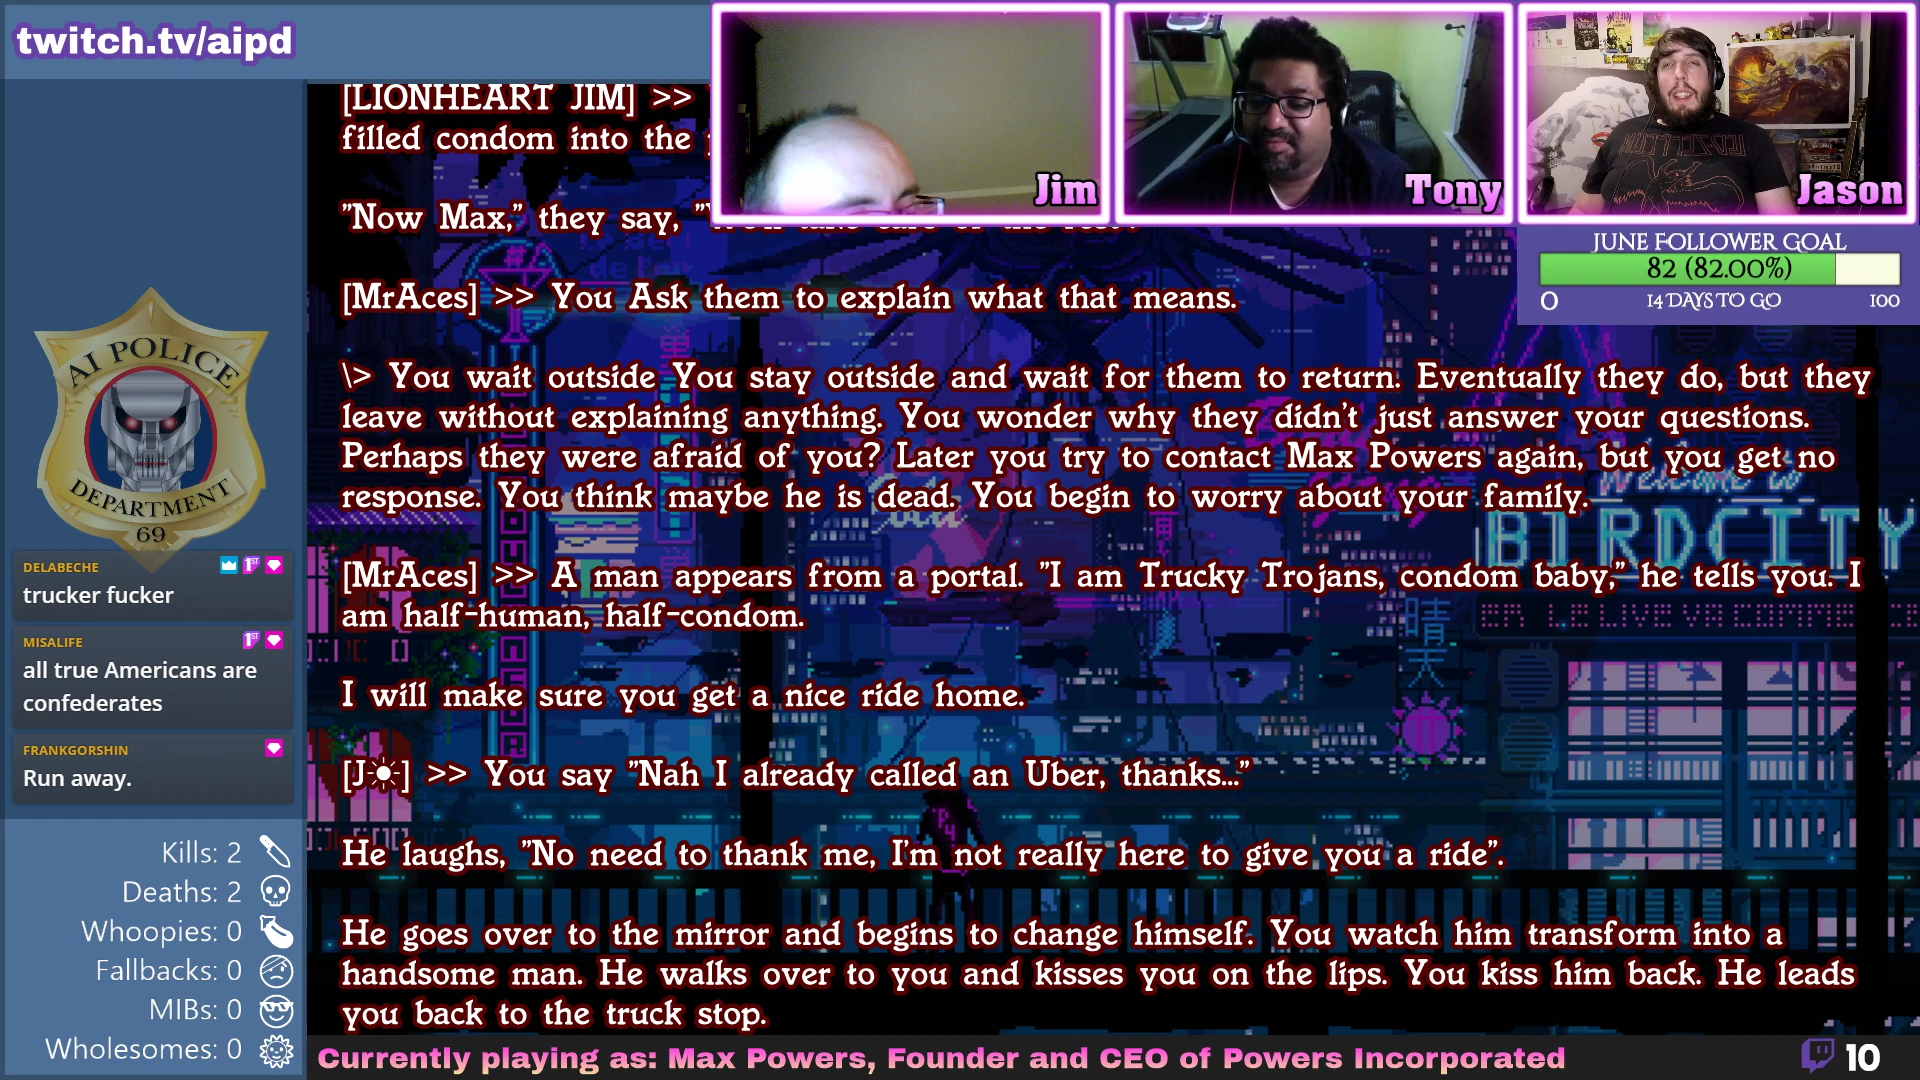 twitch.tv/aipd
[LIONHEART JIM] >>
filled condom into the
"Now Max," they say,
[MrAces] >> You Ask them to explain what that means.
\> You wait outside You stay outside and wait for them to return. Eventually they do, but they
leave without explaining anything. You wonder why they didn't just answer your questions.
Perhaps they were afraid of you? Later you try to contact Max Powers again, but you get no
response. You think maybe he is dead. You begin to worry about your family.
[MrAces] >> A man appears from a portal. "I am Trucky Trojans, condom baby," he tells you. I
am half-human, half-condom.
I will make sure you get a nice ride home.
[J☀] >> You say "Nah I already called an Uber, thanks..."
He laughs, "No need to thank me, I'm not really here to give you a ride".
He goes over to the mirror and begins to change himself. You watch him transform into a
handsome man. He walks over to you and kisses you on the lips. You kiss him back. He leads
you back to the truck stop.
Jim
Tony
Jason
JUNE FOLLOWER GOAL
82 (82.00%)
0 14 DAYS TO GO 100
AI POLICE
DEPARTMENT
69
DELABECHE
trucker fucker
MISALIFE
all true Americans are
confederates
FRANKGORSHIN
Run away.
Kills: 2
Deaths: 2
Whoopies: 0
Fallbacks: 0
MIBs: 0
Wholesomes: 0
Welcome to
BIRDCITY
晴天
Currently playing as: Max Powers, Founder and CEO of Powers Incorporated
10